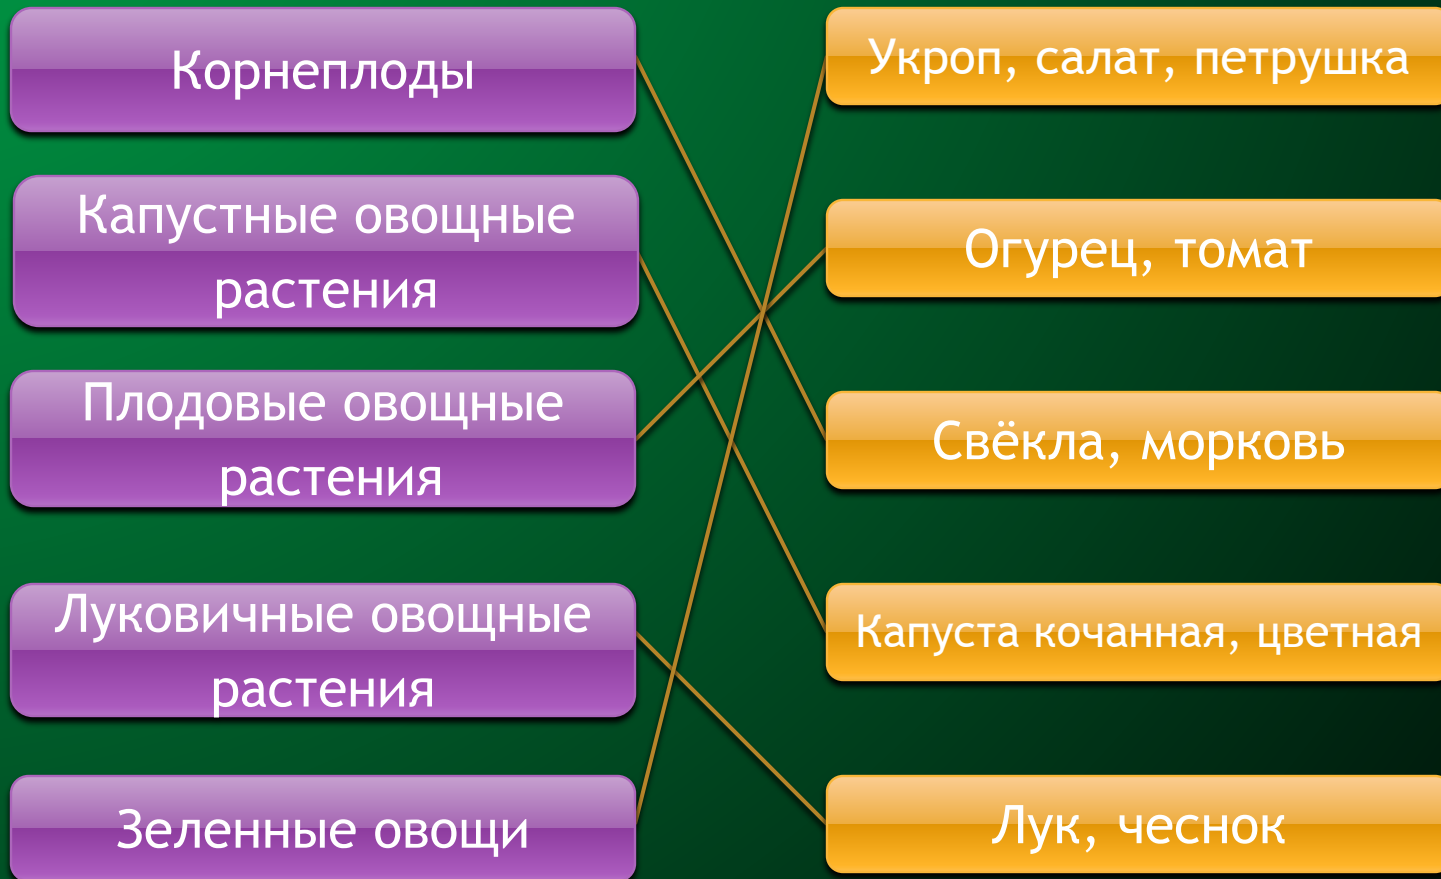 Корнеплоды
Капустные овощные
растения
Плодовые овощные
растения
Луковичные овощные
растения
Зеленные овощи
Укроп, салат, петрушка
Огурец, томат
Свёкла, морковь
Капуста кочанная, цветная
Лук, чеснок